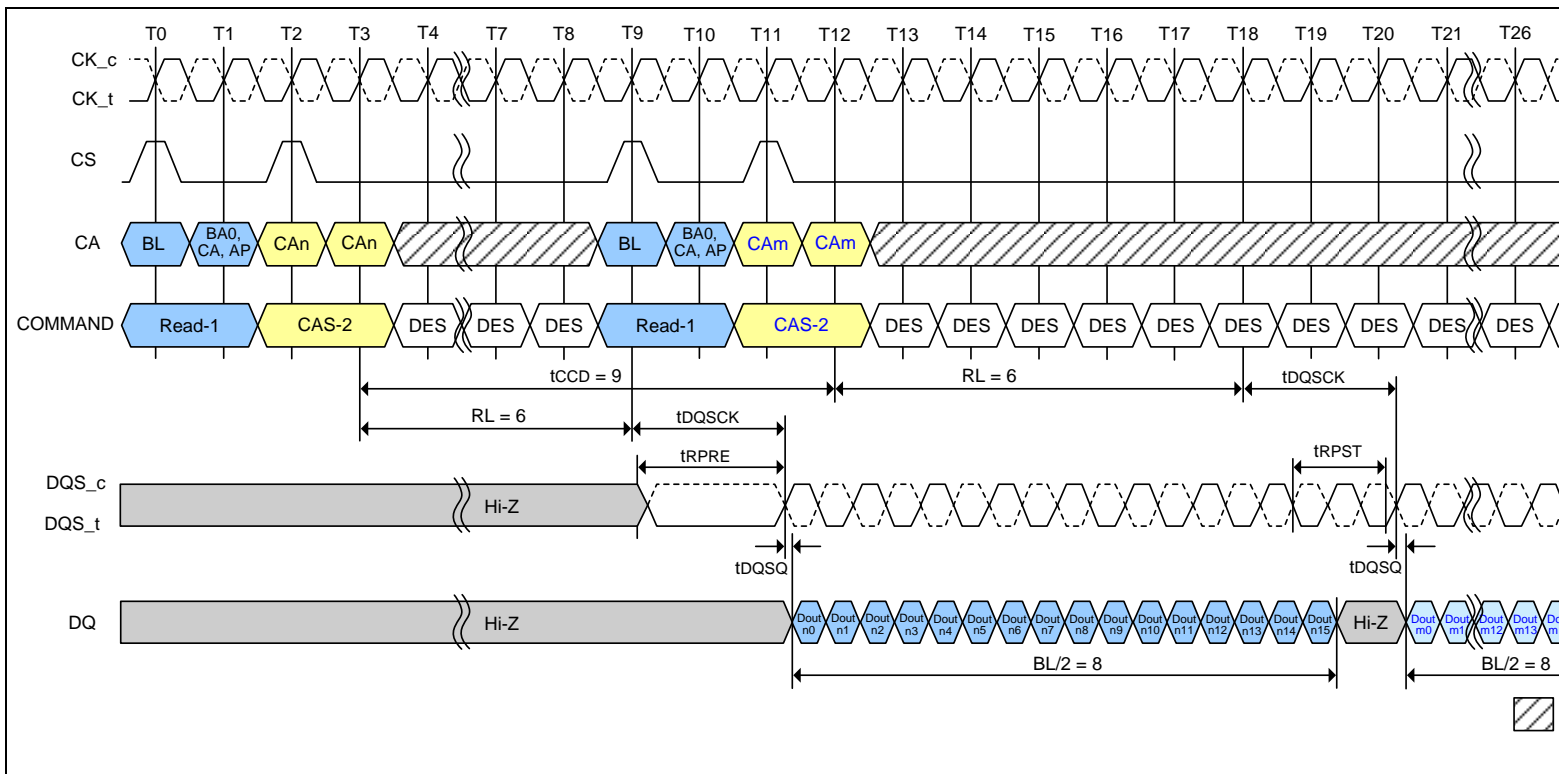 T0 T1 T2 T3 T4 T7 T8 T9 T10 T11 T12 T13 T14 T15 T16 T17 T18 T19 T20 T21 T26
CK_c
CK_t
CS
CA BL BA0, CA, AP CAn CAn BL BA0, CA, AP CAm CAm
COMMAND Read-1 CAS-2 DES DES DES Read-1 CAS-2 DES DES DES DES DES DES DES DES DES DES
tCCD = 9 RL = 6 tDQSCK
RL = 6 tDQSCK
tRPRE tRPST
DQS_c
Hi-Z
DQS_t
tDQSQ tDQSQ
DQ Hi-Z Dout n0 Dout n1 Dout n2 Dout n3 Dout n4 Dout n5 Dout n6 Dout n7 Dout n8 Dout n9 Dout n10 Dout n11 Dout n12 Dout n13 Dout n14 Dout n15 Hi-Z Dout m0 Dout m1 Dout m12 Dout m13
BL/2 = 8 BL/2 = 8